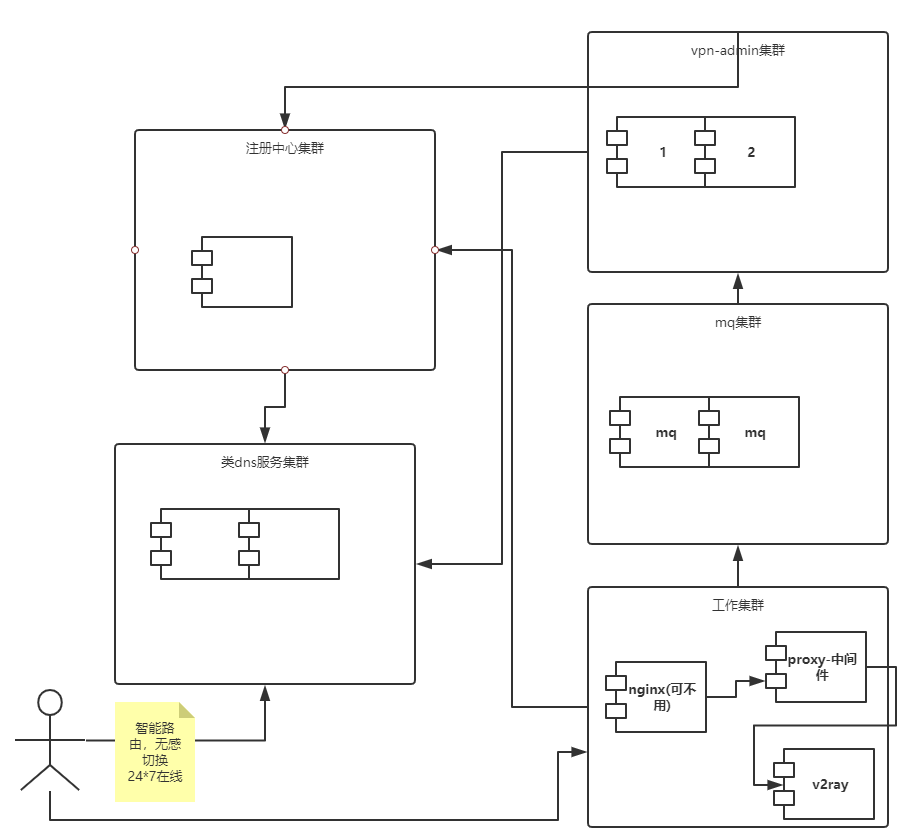 vpn-admin集群
1
2
注册中心集群
mq集群
mq
mq
类dns服务集群
工作集群
nginx(可不
用)
proxy-中间
件
v2ray
智能路
由，无感
切换
24*7在线